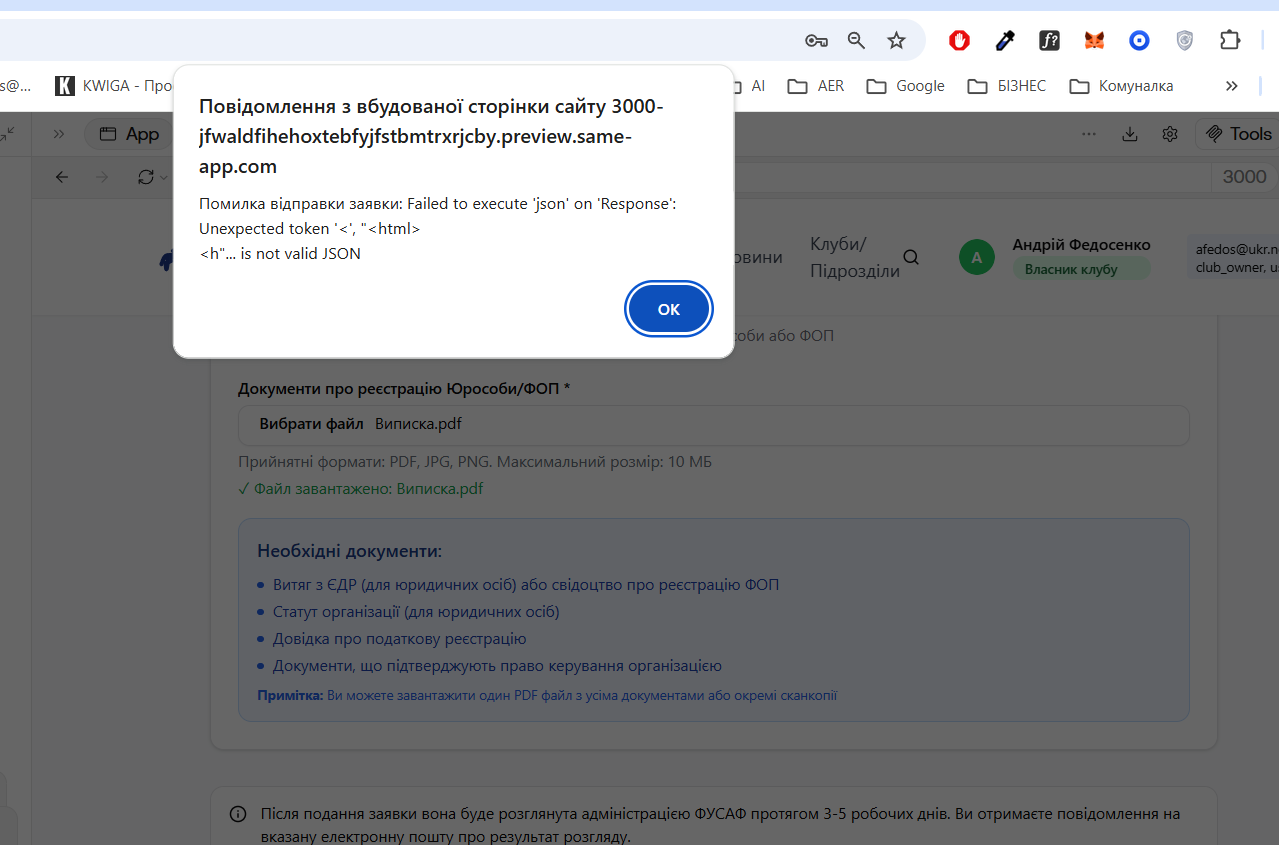 s@...
KWIGA - Про
AI
AER
Google
БІЗНЕС
Комуналка
»
Повідомлення з вбудованої сторінки сайту 3000-
jfwaldfihehoxtebfyjfstbmtrxrjcby.preview.same-
app.com
Помилка відправки заявки: Failed to execute 'json' on 'Response':
Unexpected token '<', "<html>
<h"... is not valid JSON
OK
App
Tools
3000
овини
Клуби/
Підрозділи
A
Андрій Федосенко
Власник клубу
afedos@ukr.n
club_owner, us
соби або ФОП
Документи про реєстрацію Юрособи/ФОП *
Вибрати файл Виписка.pdf
Прийнятні формати: PDF, JPG, PNG. Максимальний розмір: 10 МБ
✓ Файл завантажено: Виписка.pdf
Необхідні документи:
• Витяг з ЄДР (для юридичних осіб) або свідоцтво про реєстрацію ФОП
• Статут організації (для юридичних осіб)
• Довідка про податкову реєстрацію
• Документи, що підтверджують право керування організацією
Примітка: Ви можете завантажити один PDF файл з усіма документами або окремі сканкопії
Після подання заявки вона буде розглянута адміністрацією ФУСАФ протягом 3-5 робочих днів. Ви отримаєте повідомлення на
вказану електронну пошту про результат розгляду.